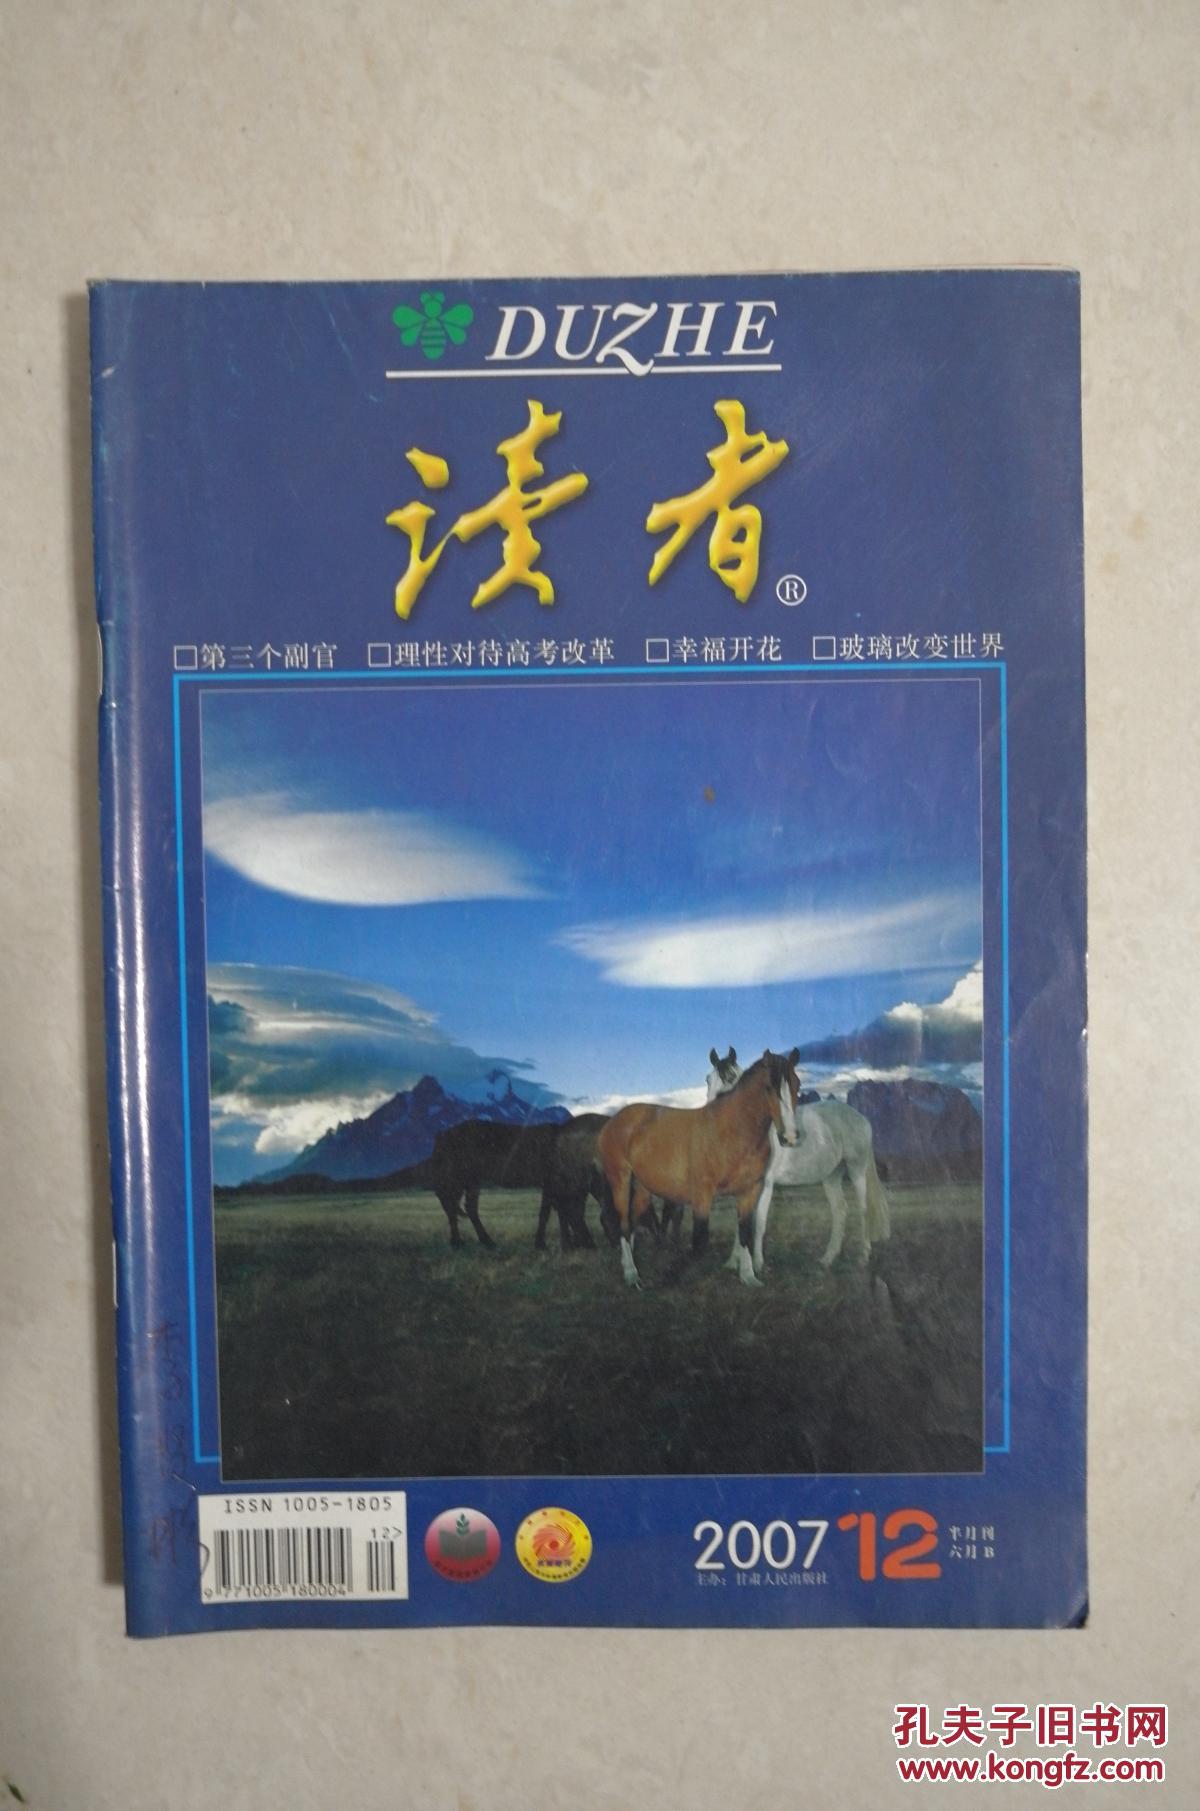 DUZHE
读者®
□第三个副官 □理性对待高考改革 □幸福开花 □玻璃改变世界
ISSN 1005-1805
12>
9 771005 180004
2007 12 半月刊
六月 B
主办：甘肃人民出版社
孔夫子旧书网
www.kongfz.com